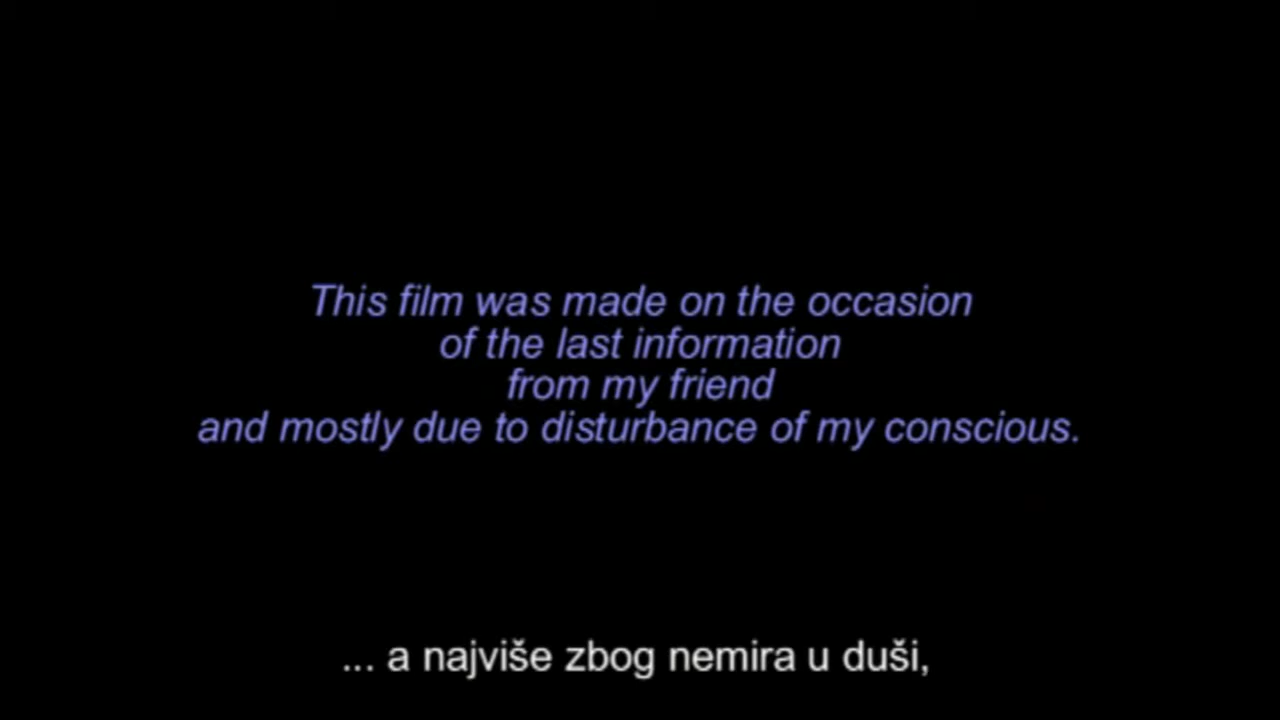 This film was made on the occasion
of the last information
from my friend
and mostly due to disturbance of my conscious.
... a najviše zbog nemira u duši,